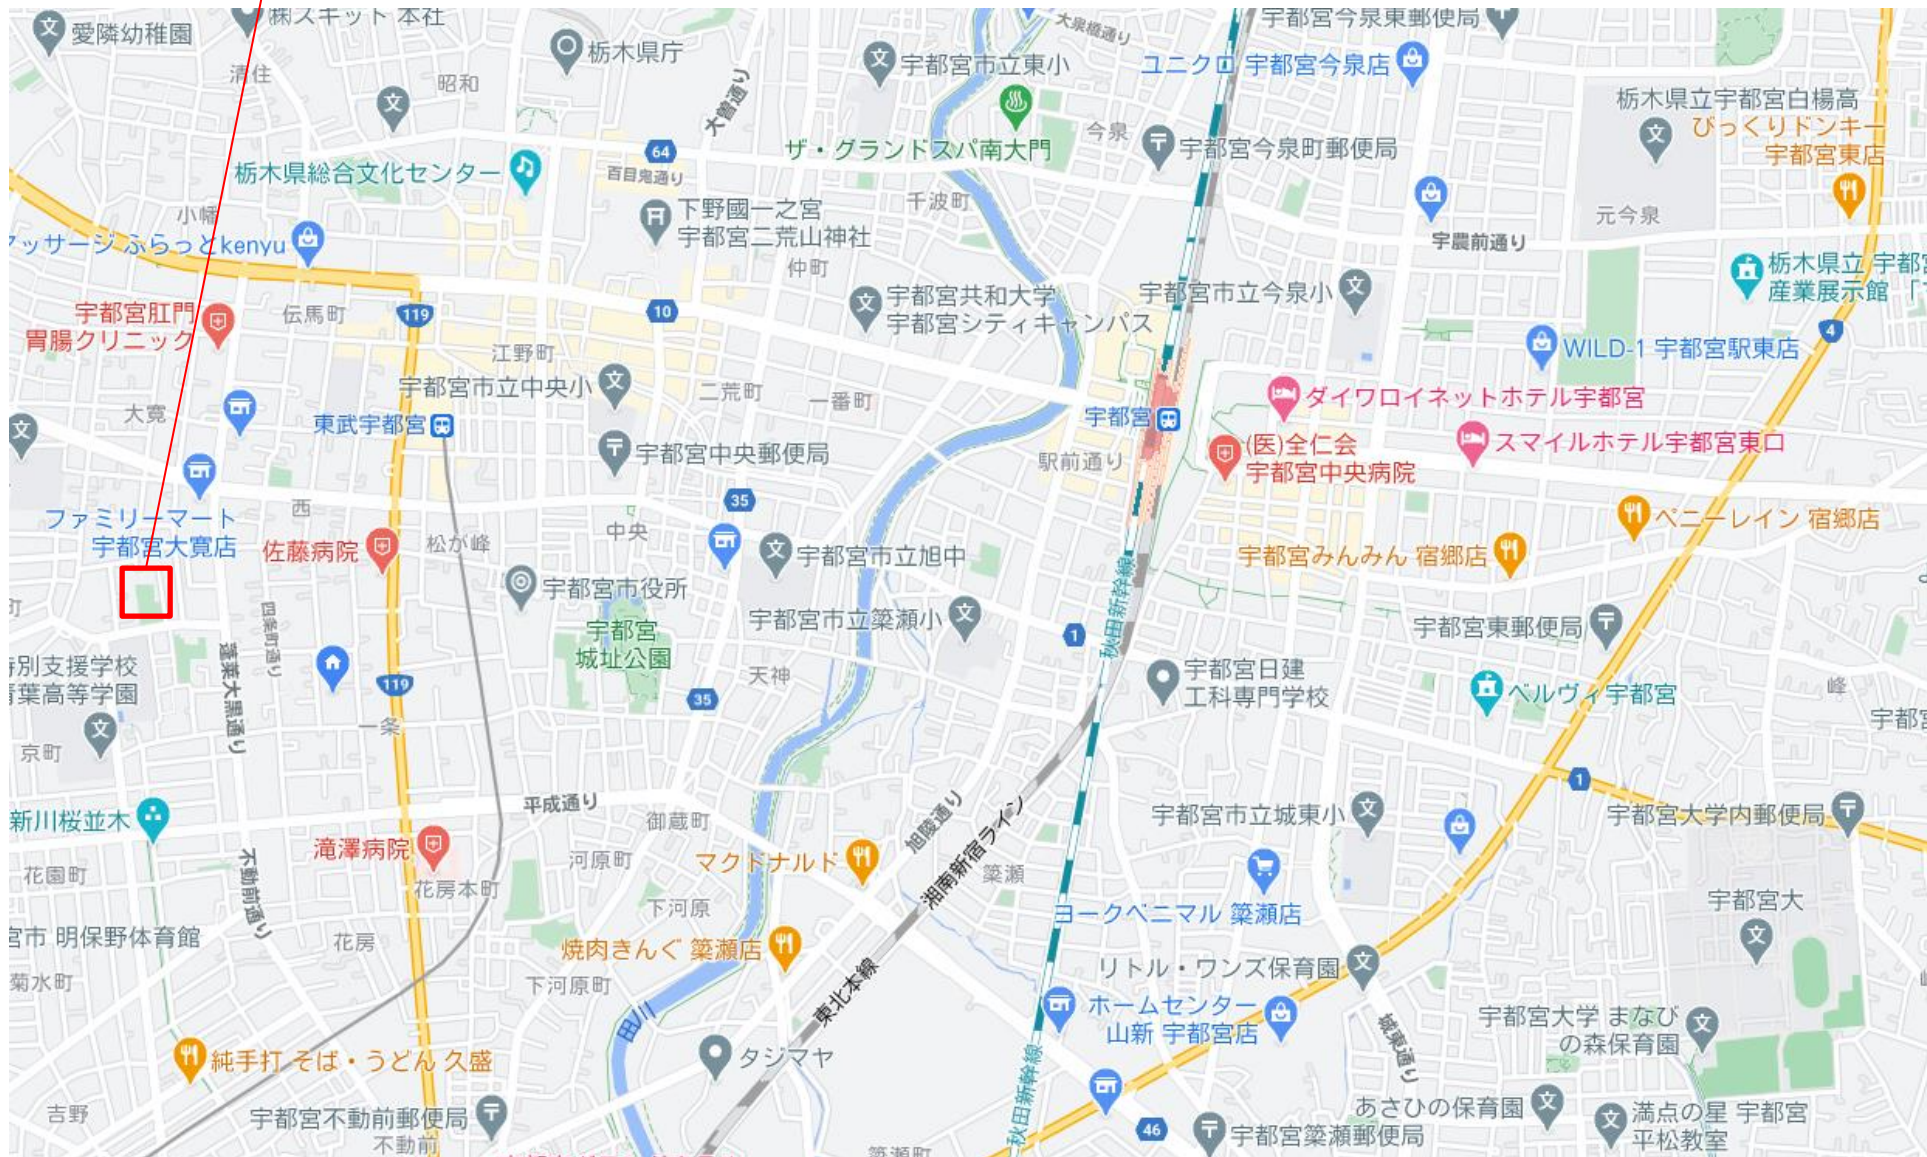 ㈱スキット 本社
愛隣幼稚園
清住
昭和
栃木県庁
大曽通り
宇都宮市立東小
大泉橋通り
ユニクロ 宇都宮今泉店
宇都宮今泉東郵便局
栃木県立宇都宮白楊高
びっくりドンキー
宇都宮東店
ザ・グランドスパ南大門
今泉
宇都宮今泉町郵便局
64
百目鬼通り
栃木県総合文化センター
小幡
下野國一之宮
宇都宮二荒山神社
千波町
元今泉
宇農前通り
マッサージ ふらっとkenyu
仲町
栃木県立 宇都宮
産業展示館 「
宇都宮肛門
胃腸クリニック
伝馬町
119
10
宇都宮共和大学
宇都宮シティキャンパス
宇都宮市立今泉小
4
WILD-1 宇都宮駅東店
江野町
宇都宮市立中央小
二荒町
一番町
大寛
東武宇都宮
宇都宮
ダイワロイネットホテル宇都宮
スマイルホテル宇都宮東口
宇都宮中央郵便局
駅前通り
(医)全仁会
宇都宮中央病院
35
西
ファミリーマート
宇都宮大寛店
佐藤病院
松が峰
中央
宇都宮市立旭中
ペニーレイン 宿郷店
宇都宮みんみん 宿郷店
秋田新幹線
宇都宮市役所
町
四条町通り
宇都宮
城址公園
宇都宮市立簗瀬小
1
宇都宮東郵便局
特別支援学校
青葉高等学園
蓬莱大黒通り
天神
宇都宮日建
工科専門学校
ベルヴィ宇都宮
峰
119
35
一条
京町
宇都宮
1
平成通り
御蔵町
旭陵通り
湘南新宿ライン
宇都宮市立城東小
宇都宮大学内郵便局
新川桜並木
滝澤病院
河原町
マクドナルド
簗瀬
花園町
不動前通り
花房本町
下河原
ヨークベニマル 簗瀬店
宇都宮大
宮市 明保野体育館
花房
焼肉きんぐ 簗瀬店
リトル・ワンズ保育園
菊水町
下河原町
東北本線
ホームセンター
山新 宇都宮店
城東通り
宇都宮大学 まなび
の森保育園
田川
タジマヤ
純手打 そば・うどん 久盛
秋田新幹線
吉野
宇都宮不動前郵便局
不動前
簗瀬町
46
宇都宮簗瀬郵便局
あさひの保育園
満点の星 宇都宮
平松教室